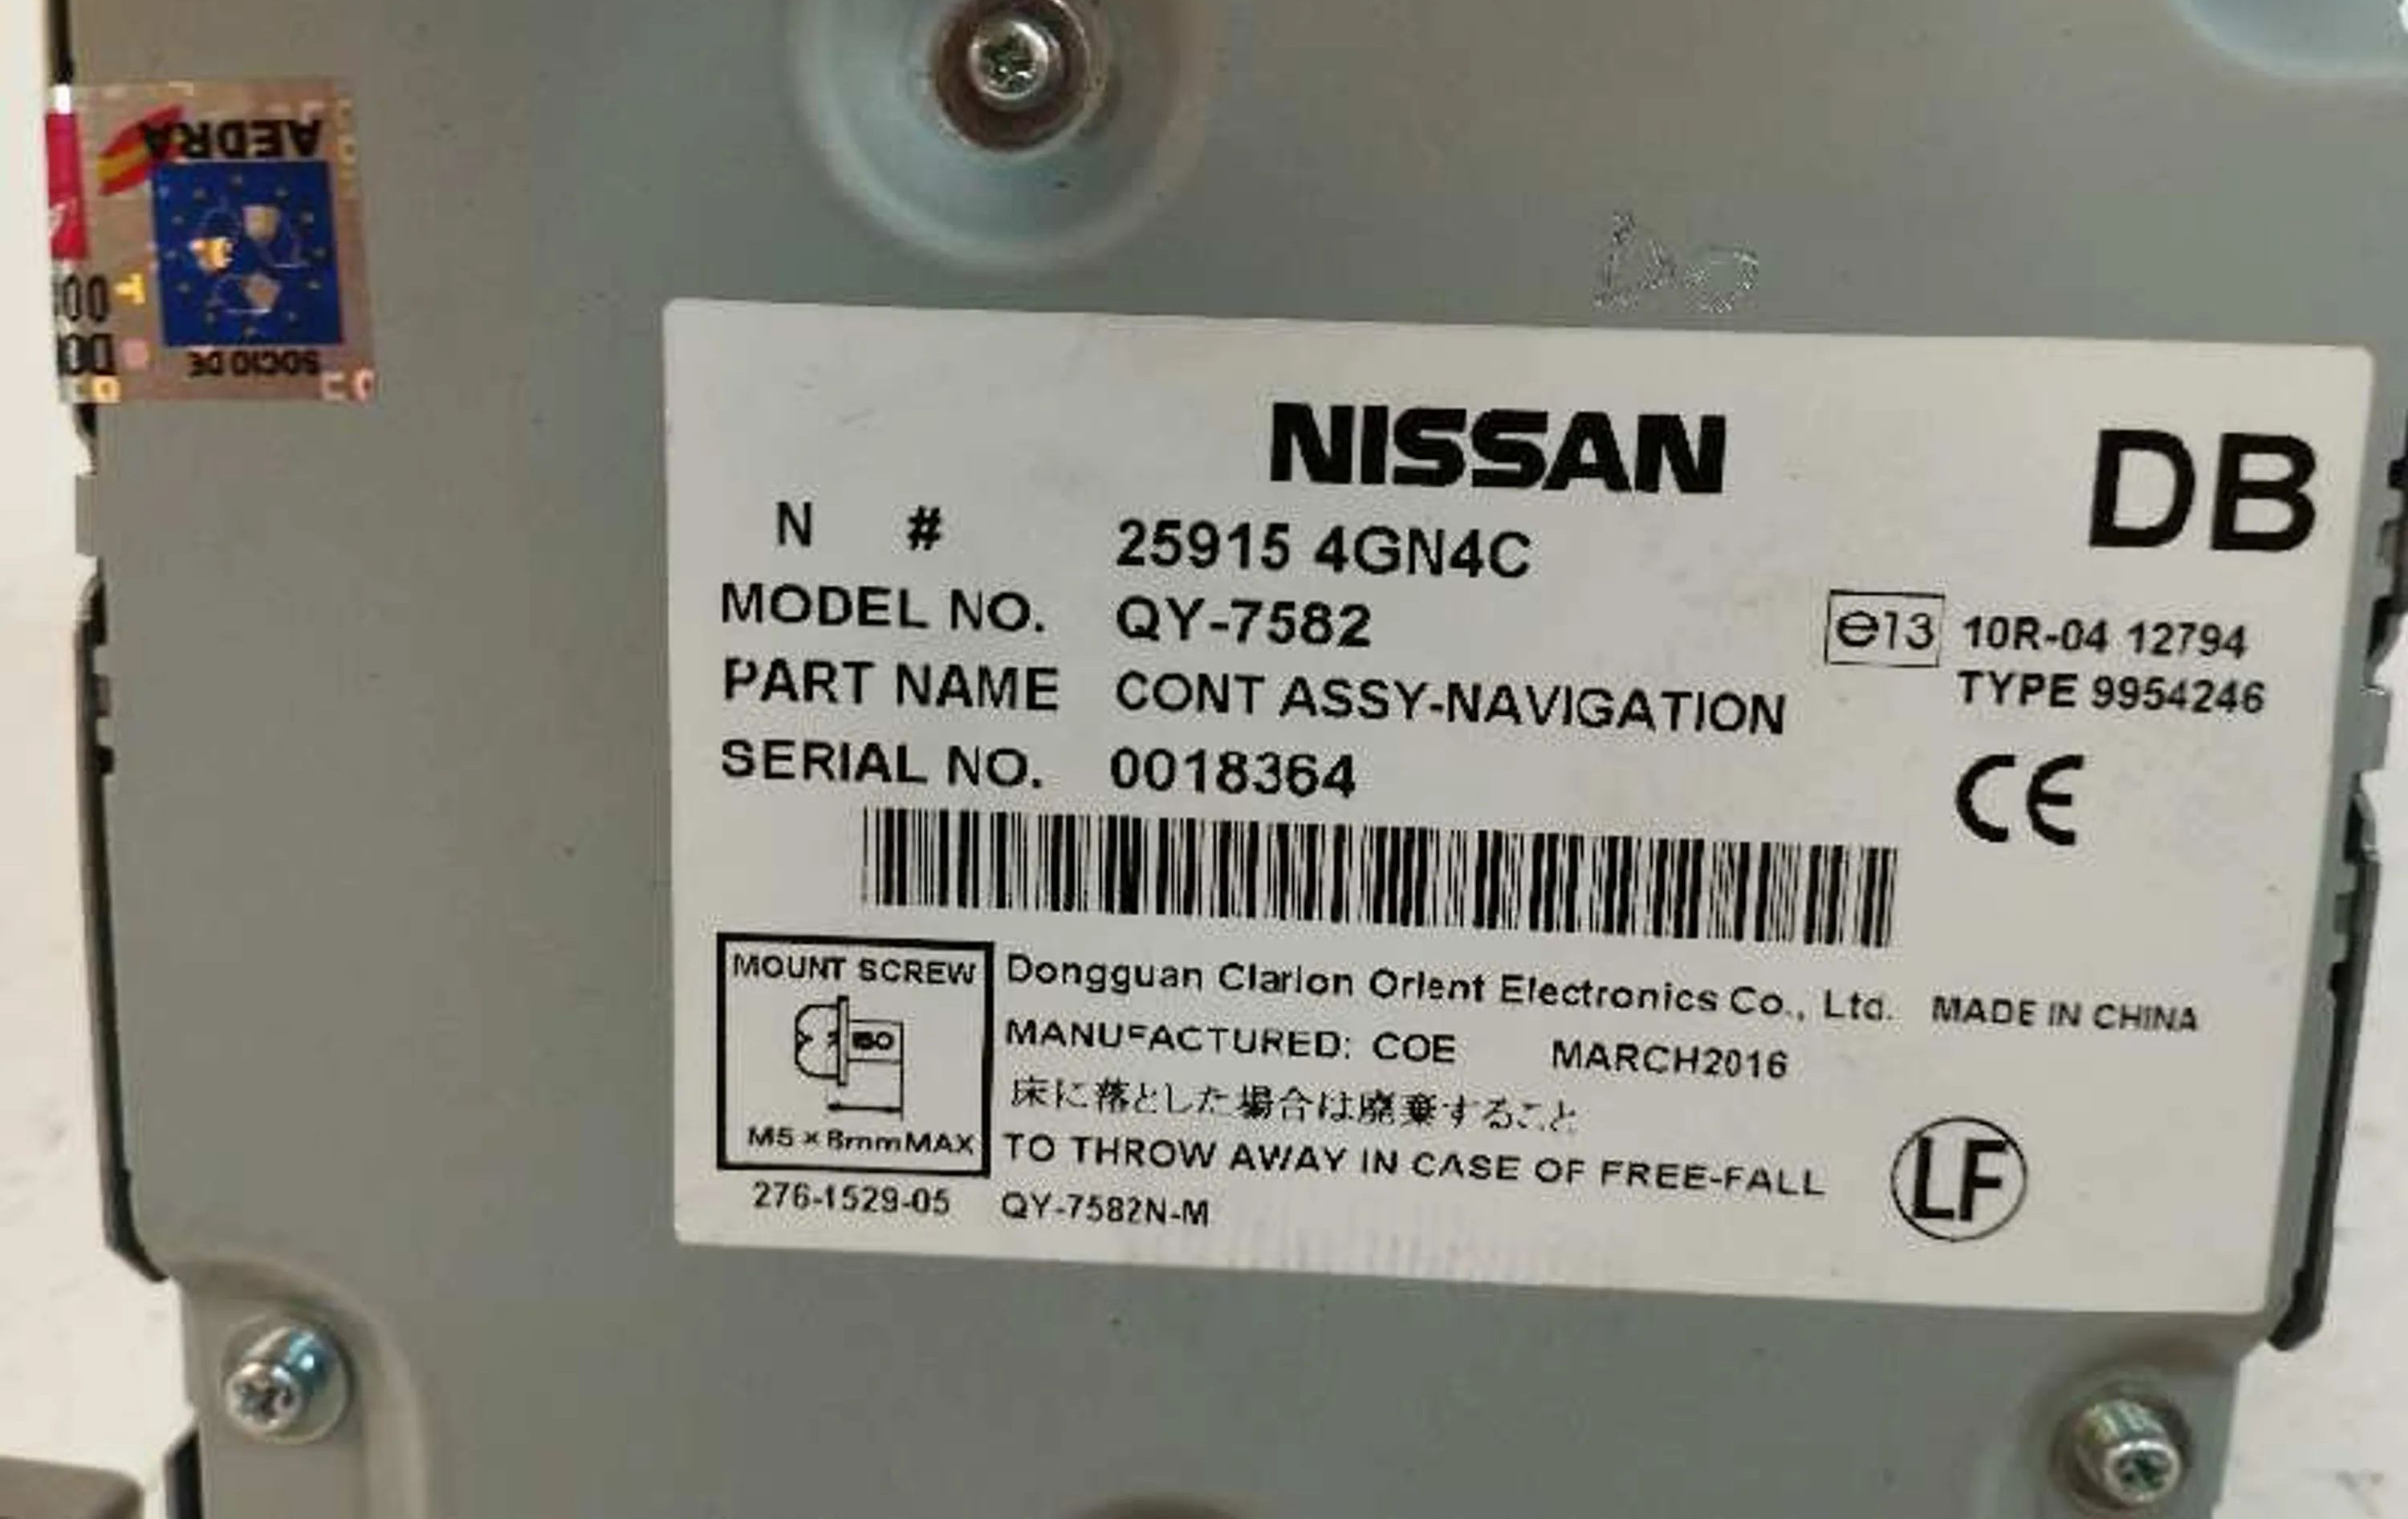 AEDRA
SOCIO DE
NISSAN
DB
N # 25915 4GN4C
MODEL NO. QY-7582
e13 10R-04 12794
TYPE 9954246
PART NAME CONT ASSY-NAVIGATION
SERIAL NO. 0018364
CE
MOUNT SCREW
ISO
M5×8mmMAX
Dongguan Clarion Orient Electronics Co., Ltd. MADE IN CHINA
MANUFACTURED: COE MARCH2016
床に落とした場合は廃棄すること
TO THROW AWAY IN CASE OF FREE-FALL
LF
276-1529-05 QY-7582N-M